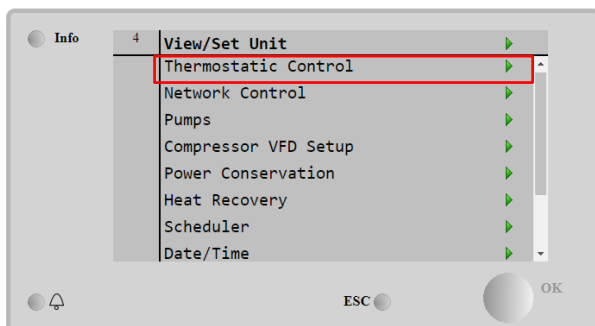 Info
4 View/Set Unit
Thermostatic Control
Network Control
Pumps
Compressor VFD Setup
Power Conservation
Heat Recovery
Scheduler
Date/Time
ESC
OK